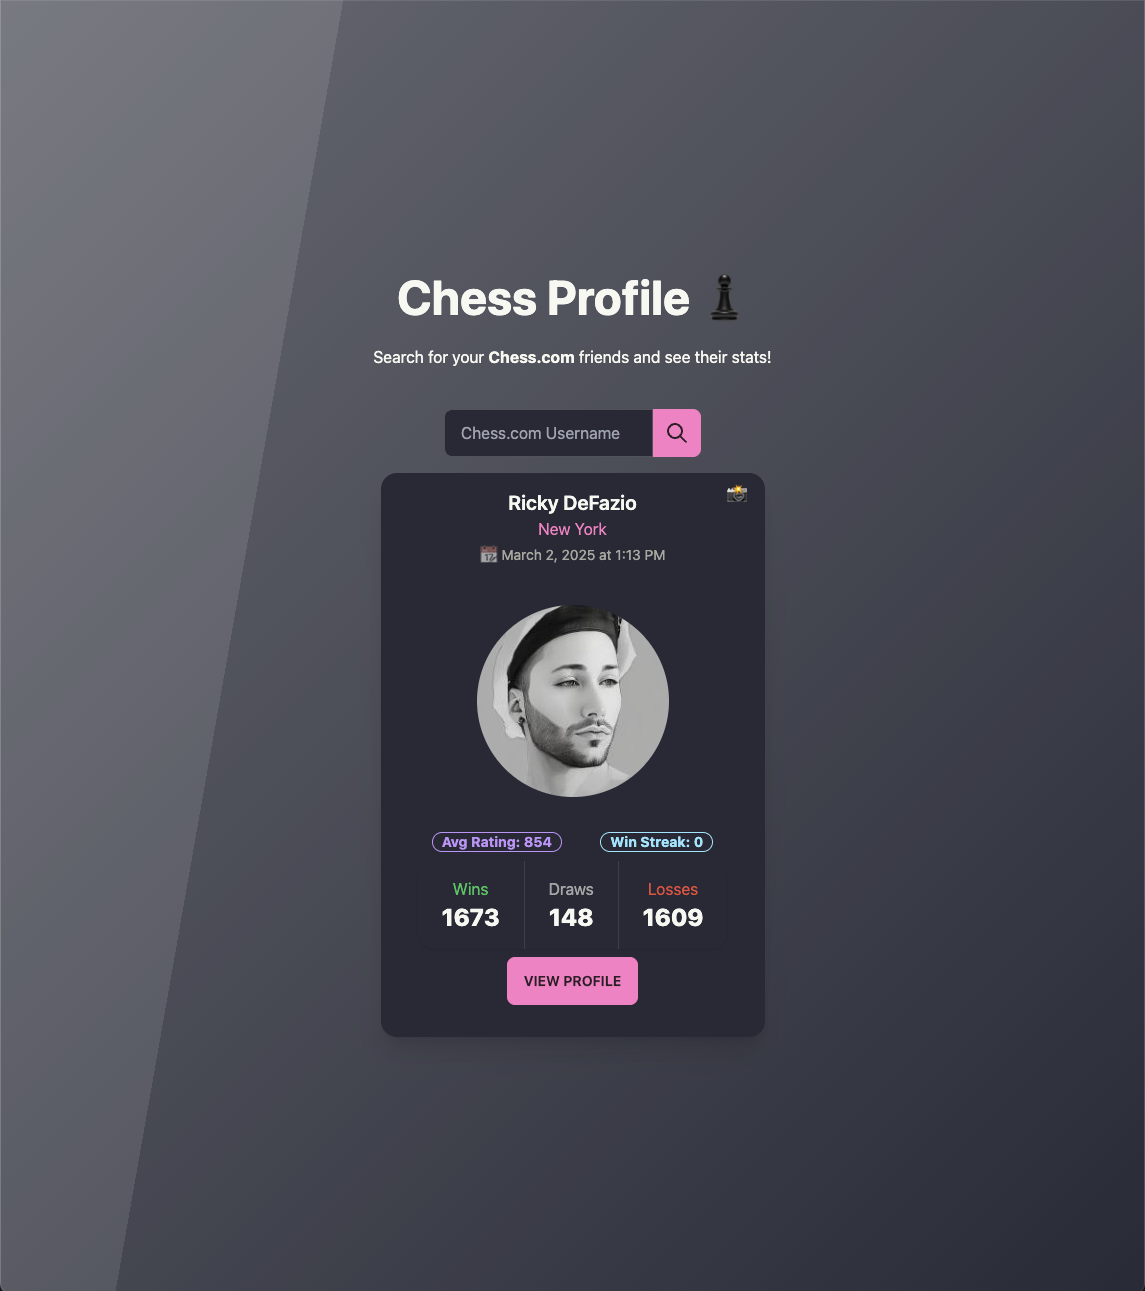 Chess Profile
Search for your Chess.com friends and see their stats!
Chess.com Username
Ricky DeFazio
New York
March 2, 2025 at 1:13 PM
Avg Rating: 854 Win Streak: 0
Wins Draws Losses
1673 148 1609
VIEW PROFILE